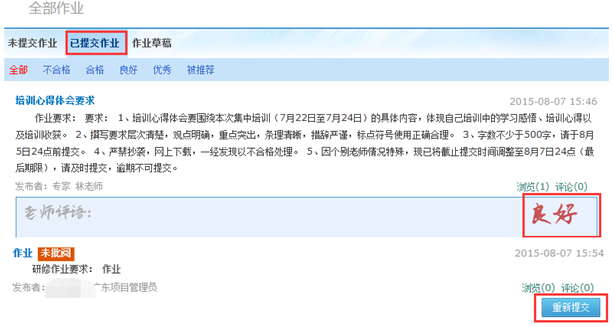 全部作业
未提交作业 已提交作业 作业草稿
全部 不合格 合格 良好 优秀 被推荐
培训心得体会要求 2015-08-07 15:46
作业要求： 要求： 1、培训心得体会要围绕本次集中培训（7月22日至7月24日）的具体内容，体现自己培训中的学习感悟、培训心得以
及培训收获。 2、撰写要求层次清楚，观点明确，重点突出，条理清晰，措辞严谨，标点符号使用正确合理。 3、字数不少于500字，请于8月
5日24点前提交。 4、严禁抄袭，网上下载，一经发现以不合格处理。 5、因个别老师情况特殊，现已将截止提交时间调整至8月7日24点（最
后期限），请及时提交，逾期不可提交。
发布者：专家 林老师 浏览(1) 评论(0)
老师评语： 良好
作业 未批阅 2015-08-07 15:54
研修作业要求： 作业
发布者： 广东项目管理员 浏览(0) 评论(0)
重新提交